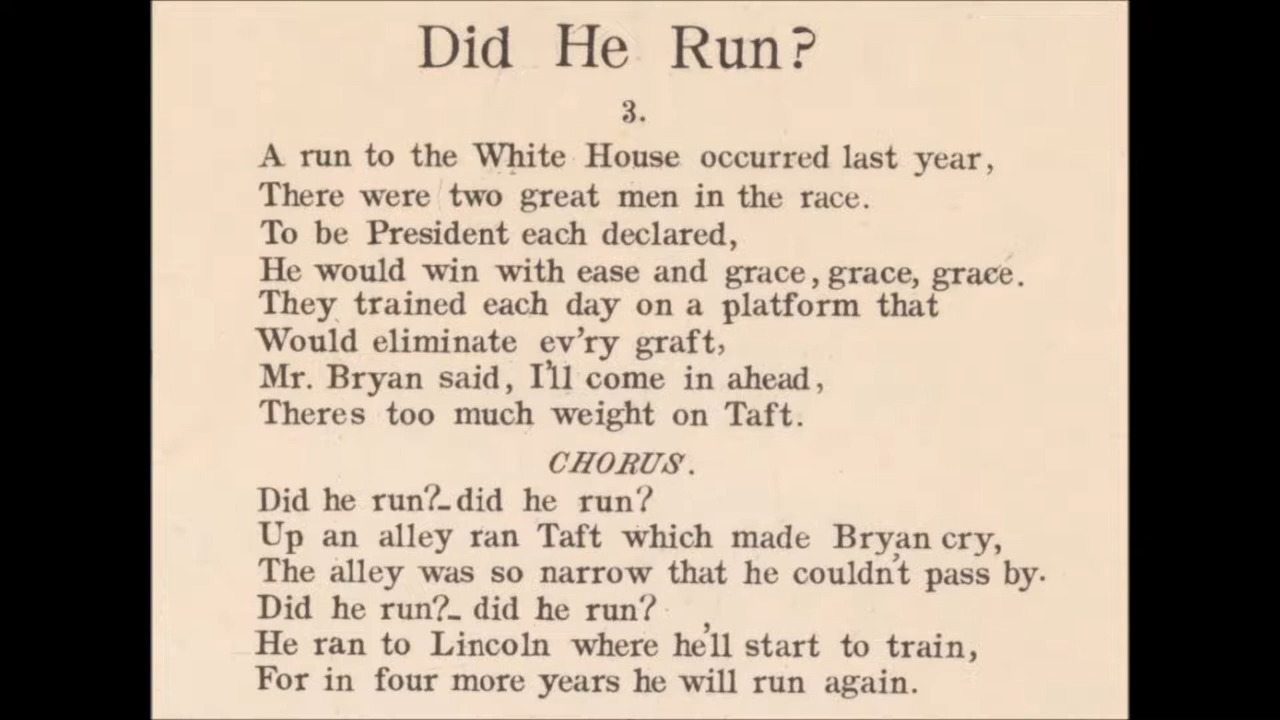 Did He Run?
3.
A run to the White House occurred last year,
There were two great men in the race.
To be President each declared,
He would win with ease and grace, grace, grace.
They trained each day on a platform that
Would eliminate ev'ry graft,
Mr. Bryan said, I'll come in ahead,
Theres too much weight on Taft.
CHORUS.
Did he run?- did he run?
Up an alley ran Taft which made Bryan cry,
The alley was so narrow that he couldn't pass by.
Did he run?- did he run?
He ran to Lincoln where he'll start to train,
For in four more years he will run again.